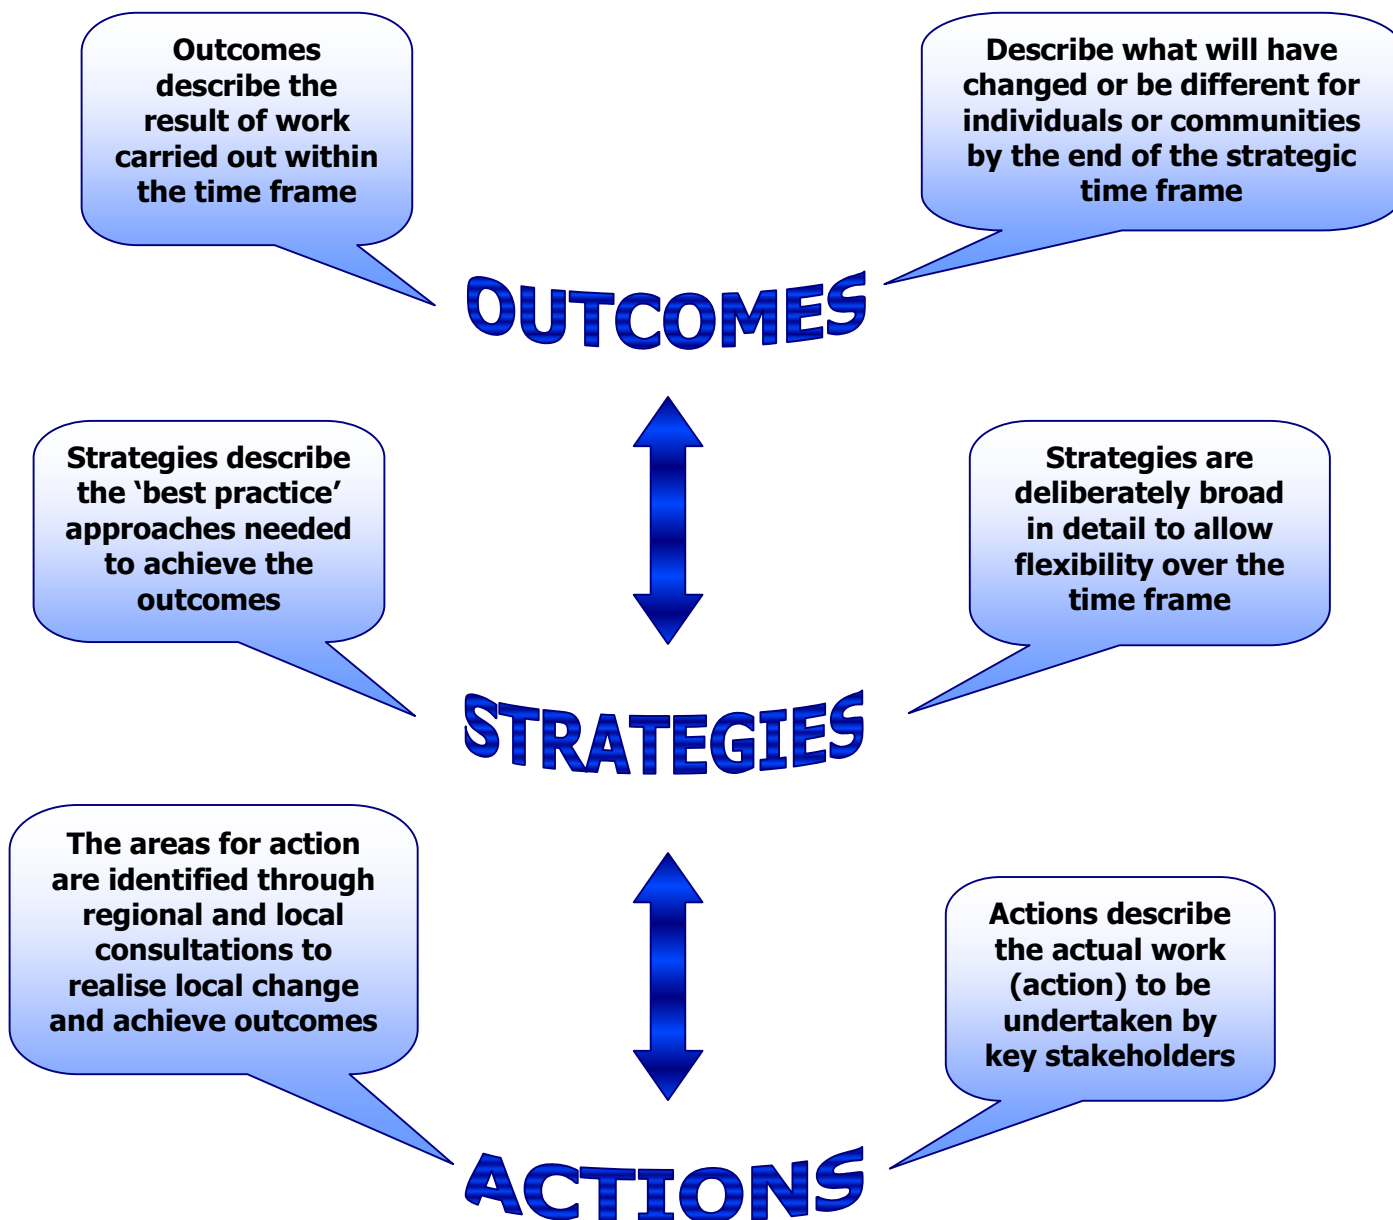 Outcomes
describe the
result of work
carried out within
the time frame
Describe what will have
changed or be different for
individuals or communities
by the end of the strategic
time frame
OUTCOMES
Strategies describe
the ‘best practice’
approaches needed
to achieve the
outcomes
Strategies are
deliberately broad
in detail to allow
flexibility over the
time frame
STRATEGIES
The areas for action
are identified through
regional and local
consultations to
realise local change
and achieve outcomes
Actions describe
the actual work
(action) to be
undertaken by
key stakeholders
ACTIONS